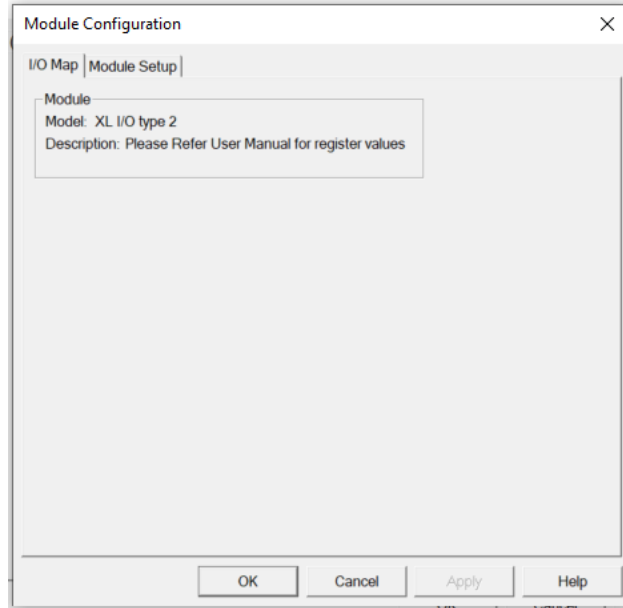 Module Configuration
I/O Map
Module Setup
Module
Model: XL I/O type 2
Description: Please Refer User Manual for register values
OK
Cancel
Apply
Help